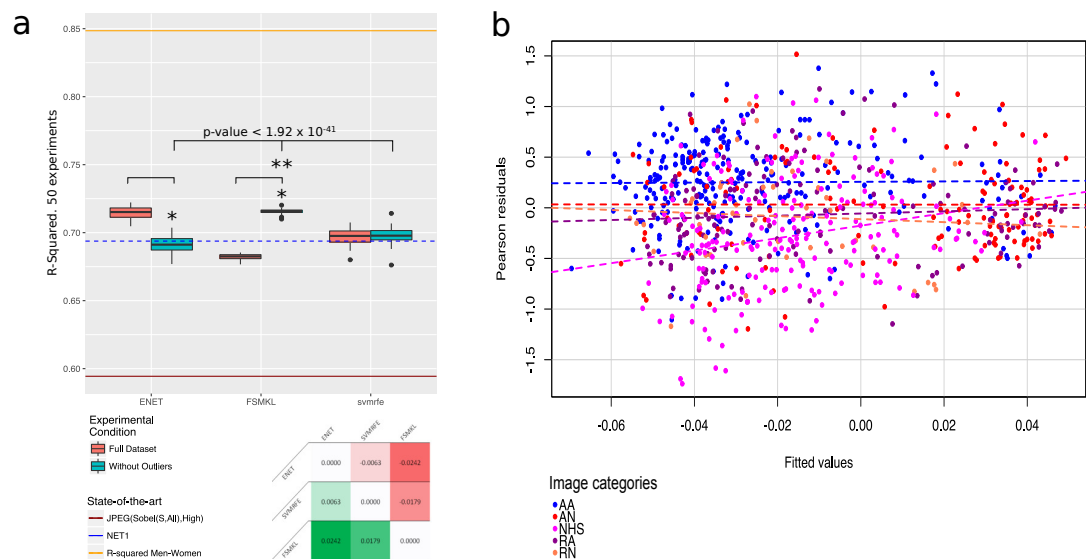 a
b
0.85
0.80
0.75
0.70
0.65
0.60
R-Squared. 50 experiments
p-value < 1.92 x 10-41
**
*
*
ENET
FSMKL
svmrfe
Experimental
Condition
Full Dataset
Without Outliers
State-of-the-art
JPEG(Sobel(S,All),High)
NET1
R-squared Men-Women
ENET
SVMRFE
FSMKL
ENET
0.0000
-0.0063
-0.0242
SVMRFE
0.0063
0.0000
-0.0179
FSMKL
0.0242
0.0179
0.0000
1.5
1.0
0.5
0.0
-0.5
-1.0
-1.5
Pearson residuals
-0.06
-0.04
-0.02
0.00
0.02
0.04
Fitted values
Image categories
AA
AN
NHS
RA
RN